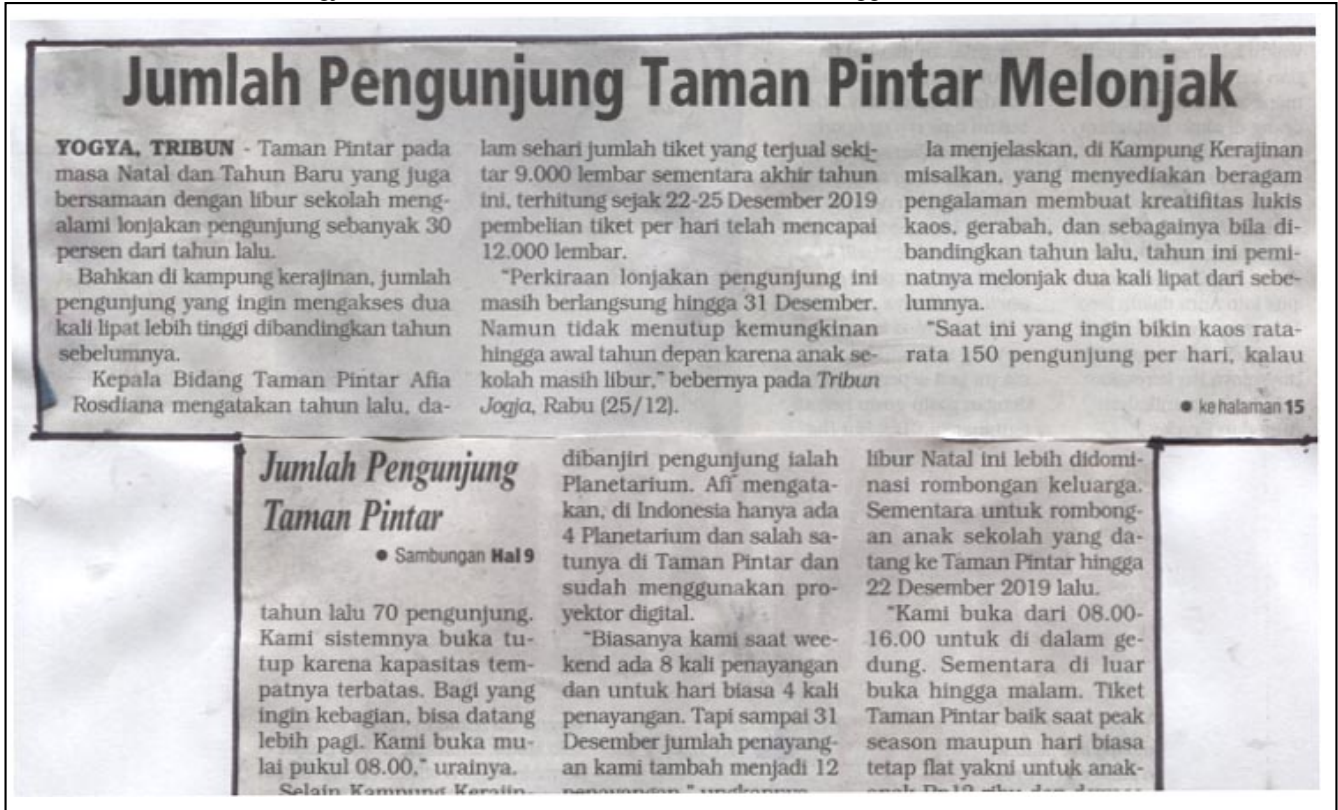 Jumlah Pengunjung Taman Pintar Melonjak
YOGYA, TRIBUN - Taman Pintar pada
masa Natal dan Tahun Baru yang juga
bersamaan dengan libur sekolah meng-
alami lonjakan pengunjung sebanyak 30
persen dari tahun lalu.
Bahkan di kampung kerajinan, jumlah
pengunjung yang ingin mengakses dua
kali lipat lebih tinggi dibandingkan tahun
sebelumnya.
Kepala Bidang Taman Pintar Afia
Rosdiana mengatakan tahun lalu, da-
lam sehari jumlah tiket yang terjual seki-
tar 9.000 lembar sementara akhir tahun
ini, terhitung sejak 22-25 Desember 2019
pembelian tiket per hari telah mencapai
12.000 lembar.
"Perkiraan lonjakan pengunjung ini
masih berlangsung hingga 31 Desember.
Namun tidak menutup kemungkinan
hingga awal tahun depan karena anak se-
kolah masih libur," bebernya pada Tribun
Jogja, Rabu (25/12).
Ia menjelaskan, di Kampung Kerajinan
misalkan, yang menyediakan beragam
pengalaman membuat kreatifitas lukis
kaos, gerabah, dan sebagainya bila di-
bandingkan tahun lalu, tahun ini pemi-
natnya melonjak dua kali lipat dari sebe-
lumnya.
"Saat ini yang ingin bikin kaos rata-
rata 150 pengunjung per hari, kalau
● ke halaman 15
Jumlah Pengunjung
Taman Pintar
● Sambungan Hal 9
tahun lalu 70 pengunjung.
Kami sistemnya buka tu-
tup karena kapasitas tem-
patnya terbatas. Bagi yang
ingin kebagian, bisa datang
lebih pagi. Kami buka mu-
lai pukul 08.00," urainya.
Selain Kampung Kerajin-
dibanjiri pengunjung ialah
Planetarium. Afi mengata-
kan, di Indonesia hanya ada
4 Planetarium dan salah sa-
tunya di Taman Pintar dan
sudah menggunakan pro-
yektor digital.
"Biasanya kami saat wee-
kend ada 8 kali penayangan
dan untuk hari biasa 4 kali
penayangan. Tapi sampai 31
Desember jumlah penayang-
an kami tambah menjadi 12
penayangan," ungkapnya.
libur Natal ini lebih didomi-
nasi rombongan keluarga.
Sementara untuk rombong-
an anak sekolah yang da-
tang ke Taman Pintar hingga
22 Desember 2019 lalu.
"Kami buka dari 08.00-
16.00 untuk di dalam ge-
dung. Sementara di luar
buka hingga malam. Tiket
Taman Pintar baik saat peak
season maupun hari biasa
tetap flat yakni untuk anak-
anak Rp12 ribu dan